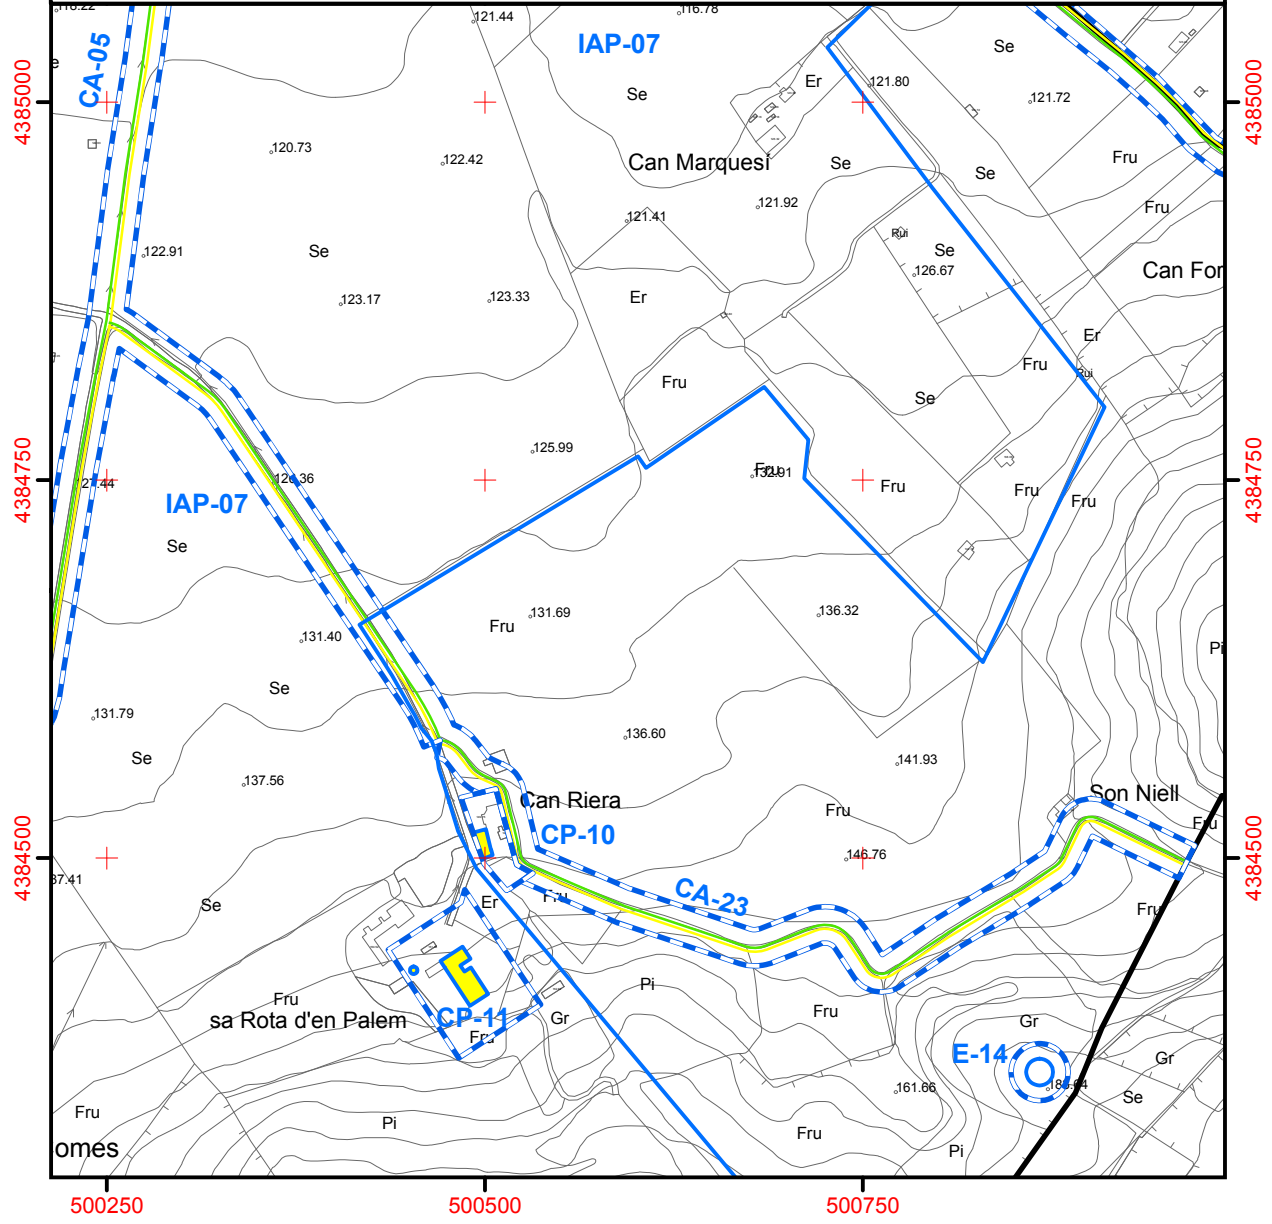 118.22
121.44
116.78
IAP-07
CA-05
Se
e
Er
121.80
4385000
4385000
Se
121.72
120.73
122.42
Can Marquesí
Se
Se
Fru
121.92
121.41
Fru
122.91
Se
Rui
Se
126.67
Can For
123.17
123.33
Er
Er
Fru
Rui
Fru
Se
125.99
4384750
4384750
127.44
126.36
Fru
132.91
Fru
Fru
Fru
IAP-07
Se
131.69
136.32
Fru
131.40
Pi
Se
131.79
136.60
Se
137.56
141.93
Can Riera
Son Niell
Fru
Fru
CP-10
4384500
4384500
146.76
37.41
CA-23
Se
Er
Fru
Fru
Pi
Fru
sa Rota d'en Palem
CP-11
Gr
Fru
Fru
Gr
E-14
Gr
161.66
Se
Fru
Pi
Fru
Pi
omes
500250
500500
500750